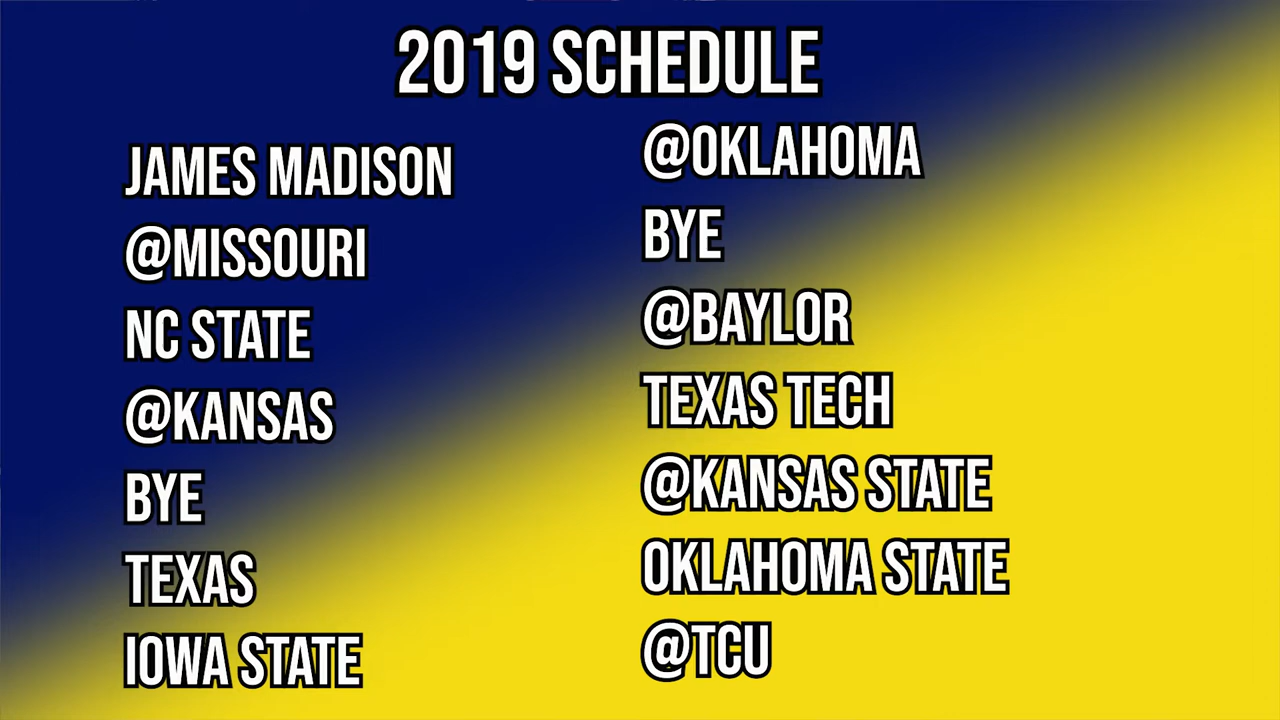 2019 SCHEDULE
JAMES MADISON
@MISSOURI
NC STATE
@KANSAS
BYE
TEXAS
IOWA STATE
@OKLAHOMA
BYE
@BAYLOR
TEXAS TECH
@KANSAS STATE
OKLAHOMA STATE
@TCU